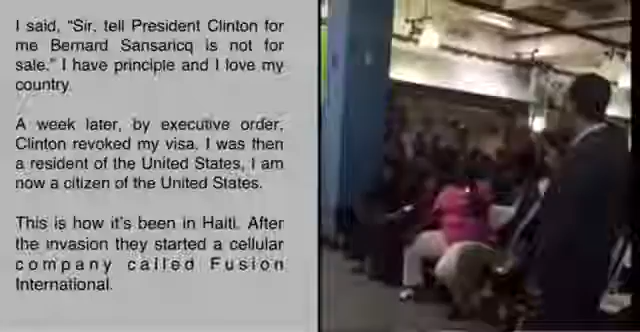 I said, "Sir, tell President Clinton for
me Bernard Sansaricq is not for
sale." I have principle and I love my
country.
A week later, by executive order,
Clinton revoked my visa. I was then
a resident of the United States, I am
now a citizen of the United States.
This is how it's been in Haiti. After
the invasion they started a cellular
company called Fusion
International.